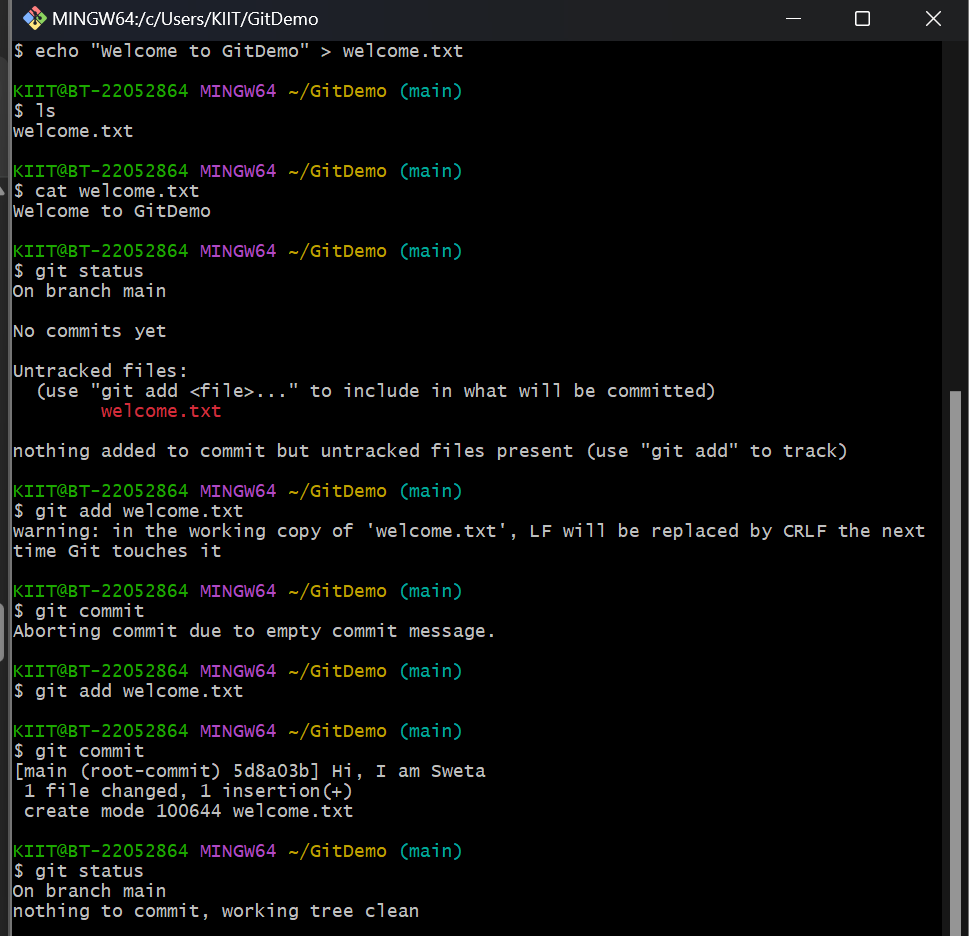 MINGW64:/c/Users/KIIT/GitDemo
$ echo "Welcome to GitDemo" > welcome.txt
KIIT@BT-22052864 MINGW64 ~/GitDemo (main)
$ ls
welcome.txt
KIIT@BT-22052864 MINGW64 ~/GitDemo (main)
$ cat welcome.txt
Welcome to GitDemo
KIIT@BT-22052864 MINGW64 ~/GitDemo (main)
$ git status
On branch main
No commits yet
Untracked files:
  (use "git add <file>..." to include in what will be committed)
        welcome.txt
nothing added to commit but untracked files present (use "git add" to track)
KIIT@BT-22052864 MINGW64 ~/GitDemo (main)
$ git add welcome.txt
warning: in the working copy of 'welcome.txt', LF will be replaced by CRLF the next
time Git touches it
KIIT@BT-22052864 MINGW64 ~/GitDemo (main)
$ git commit
Aborting commit due to empty commit message.
KIIT@BT-22052864 MINGW64 ~/GitDemo (main)
$ git add welcome.txt
KIIT@BT-22052864 MINGW64 ~/GitDemo (main)
$ git commit
[main (root-commit) 5d8a03b] Hi, I am Sweta
 1 file changed, 1 insertion(+)
 create mode 100644 welcome.txt
KIIT@BT-22052864 MINGW64 ~/GitDemo (main)
$ git status
On branch main
nothing to commit, working tree clean